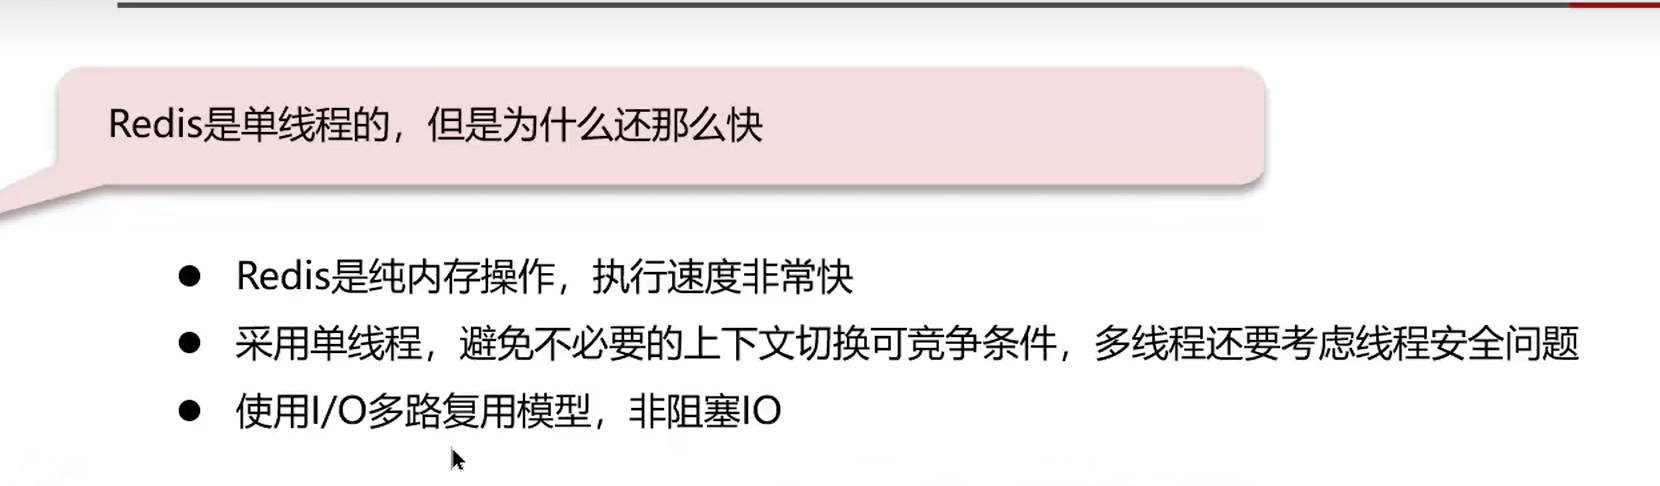 Redis是单线程的，但是为什么还那么快
Redis是纯内存操作，执行速度非常快
采用单线程，避免不必要的上下文切换可竞争条件，多线程还要考虑线程安全问题
使用I/O多路复用模型，非阻塞IO